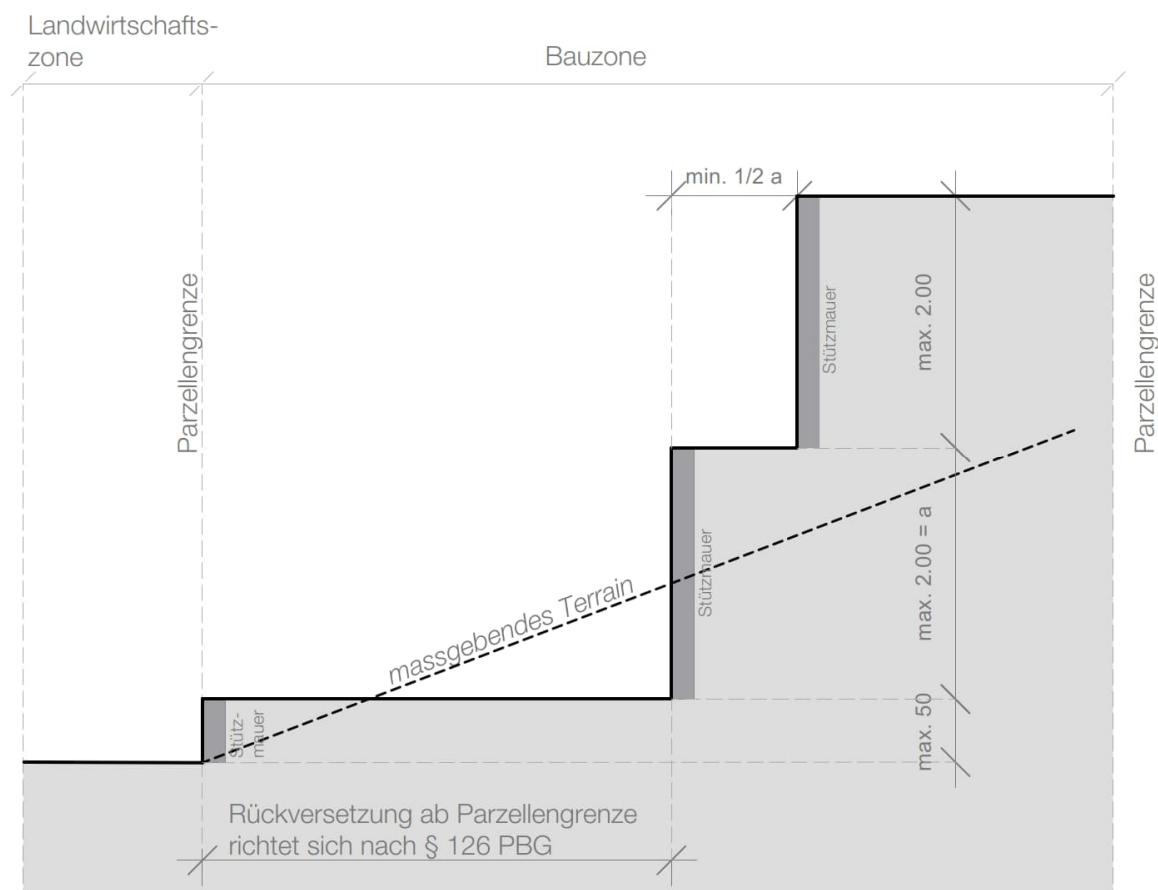 Landwirtschafts-
zone
Bauzone
min. 1/2 a
Parzellengrenze
Stützmauer
max. 2.00
Parzellengrenze
massgebendes Terrain
Stützmauer
max. 2.00 = a
Stütz-
mauer
max. 50
Rückversetzung ab Parzellengrenze
richtet sich nach § 126 PBG